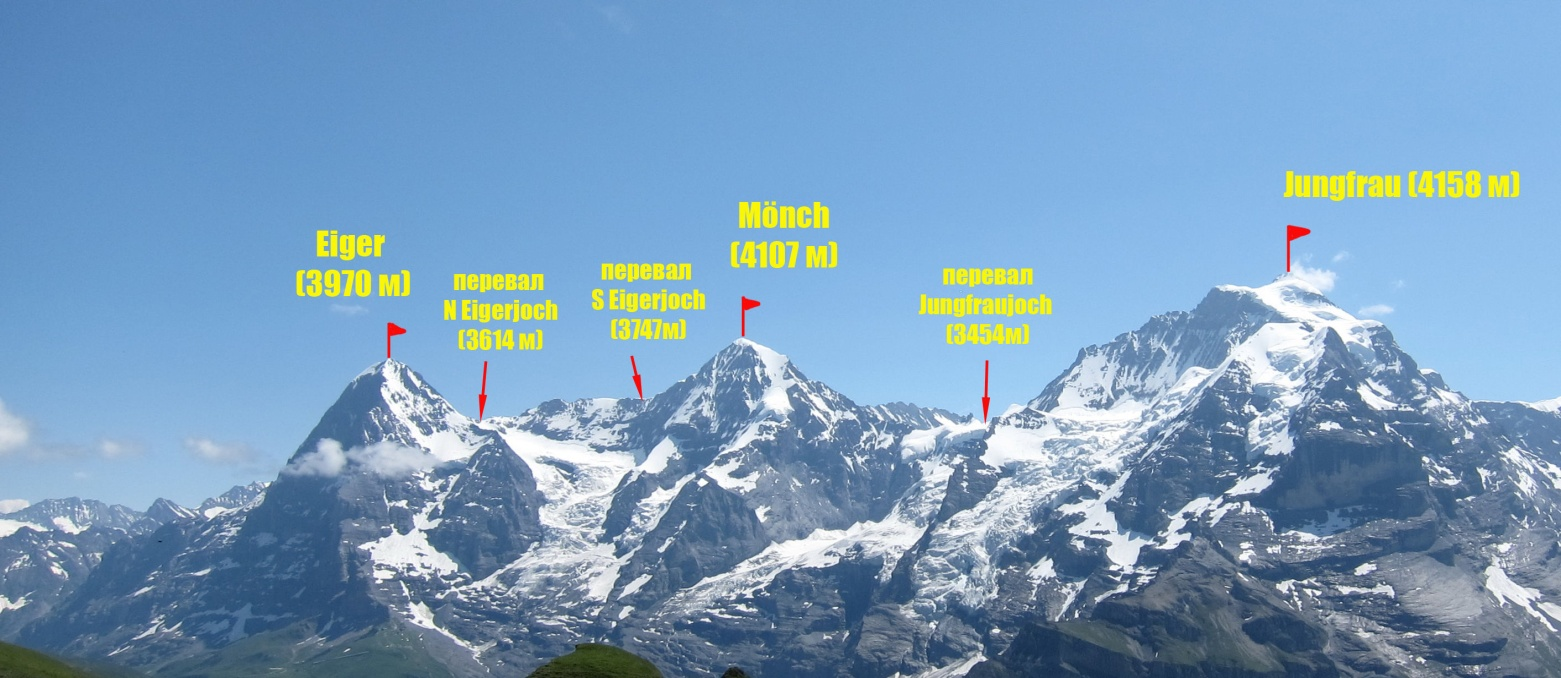 Eiger
(3970 м)
перевал
N Eigerjoch
(3614 м)
перевал
S Eigerjoch
(3747м)
Mönch
(4107 м)
перевал
Jungfraujoch
(3454м)
Jungfrau (4158 м)